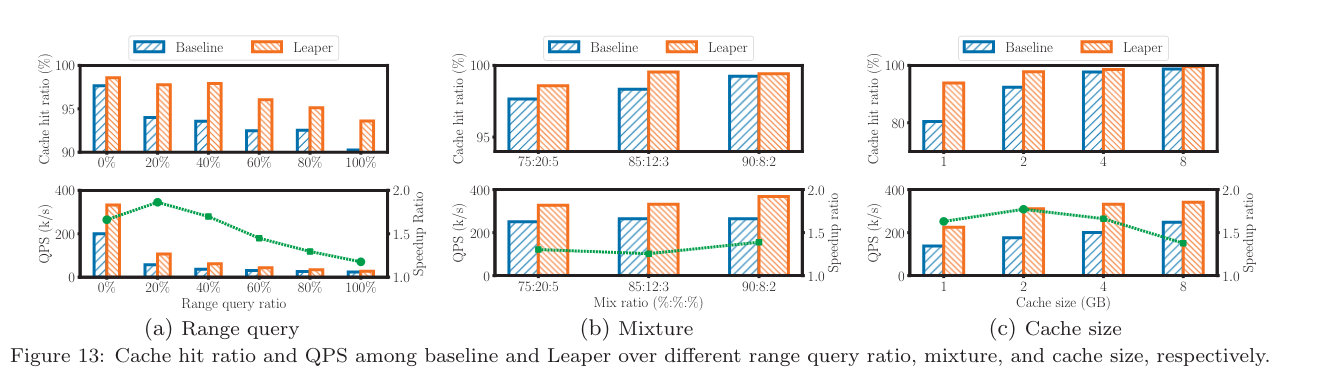 Baseline Leaper
Cache hit ratio (%)
100
95
90
0% 20% 40% 60% 80% 100%
QPS (k/s)
400
200
0
2.0
1.5
1.0
Speedup Ratio
0% 20% 40% 60% 80% 100%
Range query ratio
(a) Range query
Baseline Leaper
Cache hit ratio (%)
100
95
75:20:5 85:12:3 90:8:2
QPS (k/s)
400
200
0
2.0
1.5
1.0
Speedup ratio
75:20:5 85:12:3 90:8:2
Mix ratio (%:%:%)
(b) Mixture
Baseline Leaper
Cache hit ratio (%)
100
80
1 2 4 8
QPS (k/s)
400
200
0
2.0
1.5
1.0
Speedup ratio
1 2 4 8
Cache size (GB)
(c) Cache size
Figure 13: Cache hit ratio and QPS among baseline and Leaper over different range query ratio, mixture, and cache size, respectively.